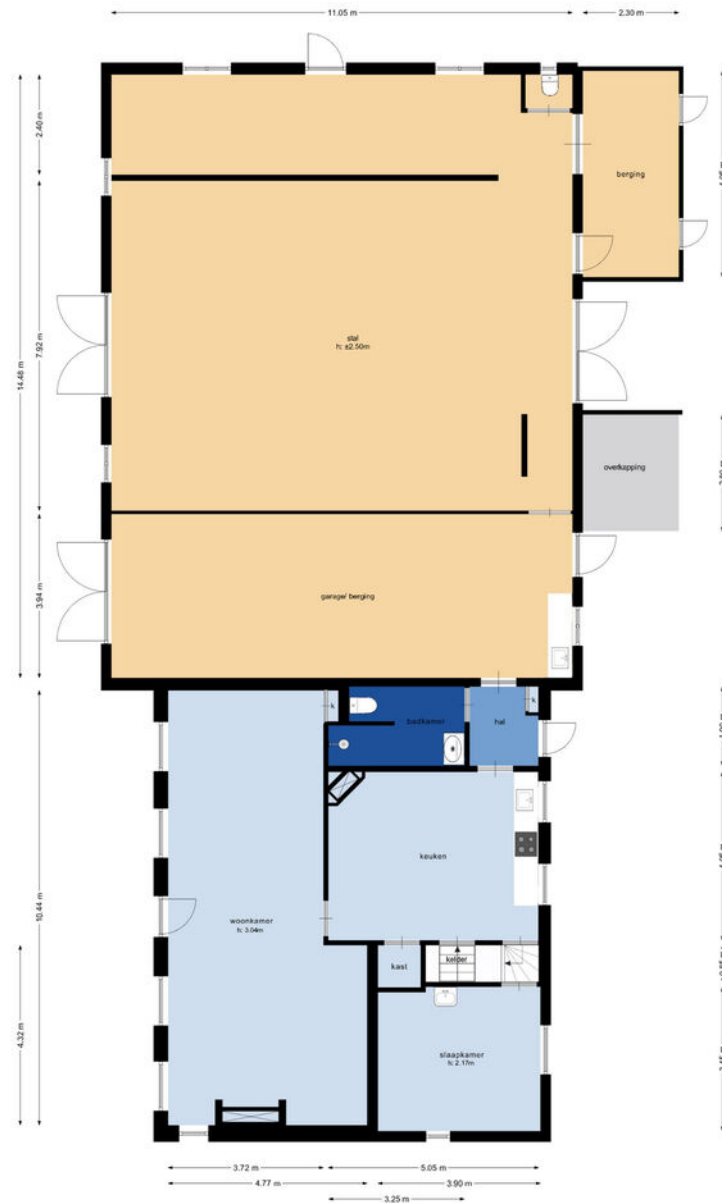 11.05 m
2.30 m
2.40 m
berging
stal
h: ±2.50m
7.92 m
14.48 m
overkapping
3.94 m
garage/ berging
k
badkamer
hal
k
keuken
10.44 m
woonkamer
h: 3.04m
kast
kelder
4.32 m
slaapkamer
h: 2.17m
3.72 m
5.05 m
4.77 m
3.90 m
3.25 m